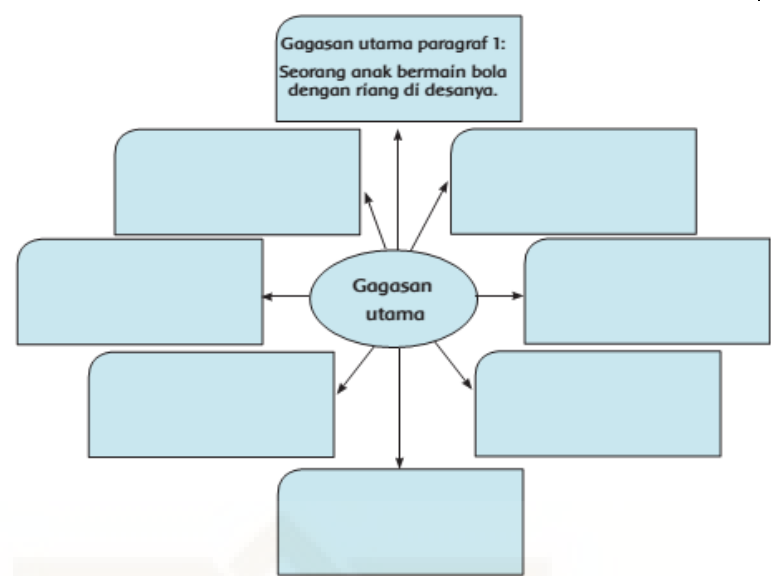 Gagasan utama paragraf 1:
Seorang anak bermain bola
dengan riang di desanya.
Gagasan
utama